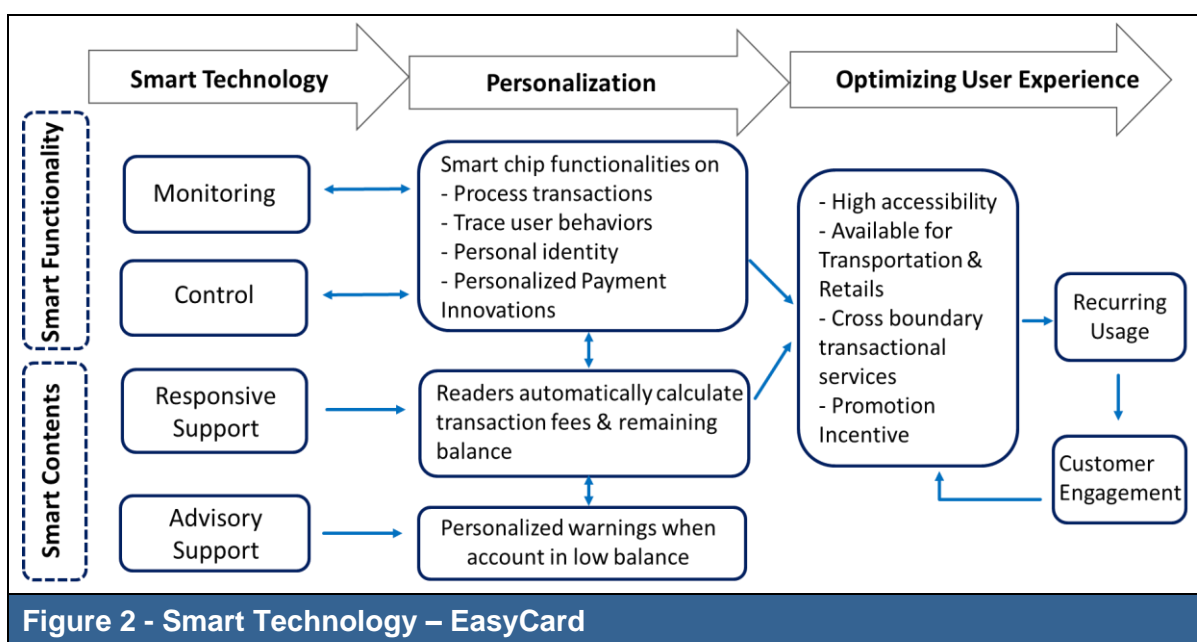 Smart Technology
Personalization
Optimizing User Experience
Smart Functionality
Monitoring
Control
Smart chip functionalities on
- Process transactions
- Trace user behaviors
- Personal identity
- Personalized Payment
Innovations
- High accessibility
- Available for
Transportation &
Retails
- Cross boundary
transactional
services
- Promotion
Incentive
Recurring
Usage
Customer
Engagement
Smart Contents
Responsive
Support
Readers automatically calculate
transaction fees & remaining
balance
Advisory
Support
Personalized warnings when
account in low balance
Figure 2 - Smart Technology – EasyCard